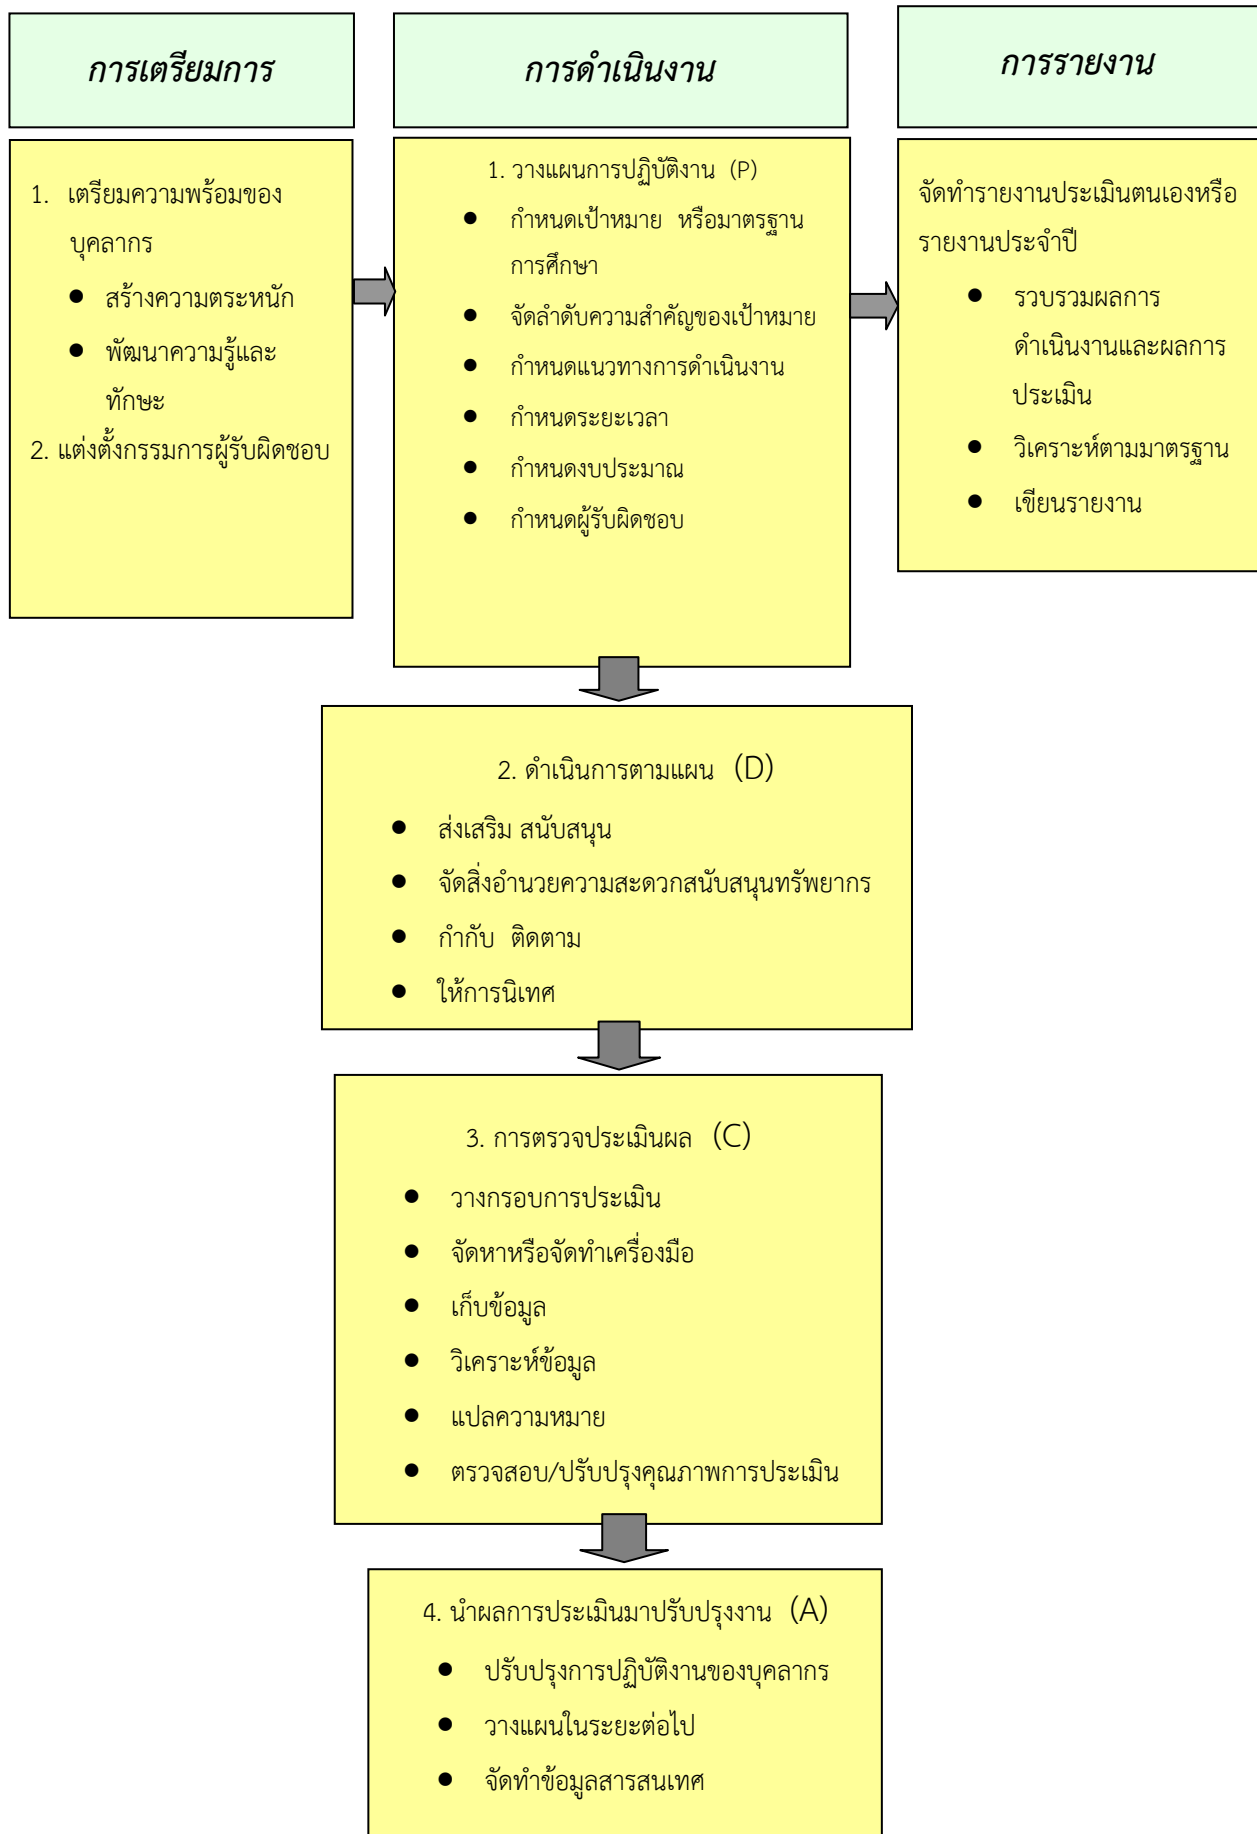 การเตรียมการ
1. เตรียมความพร้อมของ
บุคลากร
● สร้างความตระหนัก
● พัฒนาความรู้และ
ทักษะ
2. แต่งตั้งกรรมการผู้รับผิดชอบ
การดำเนินงาน
1. วางแผนการปฏิบัติงาน (P)
● กำหนดเป้าหมาย หรือมาตรฐาน
การศึกษา
● จัดลำดับความสำคัญของเป้าหมาย
● กำหนดแนวทางการดำเนินงาน
● กำหนดระยะเวลา
● กำหนดงบประมาณ
● กำหนดผู้รับผิดชอบ
การรายงาน
จัดทำรายงานประเมินตนเองหรือ
รายงานประจำปี
● รวบรวมผลการ
ดำเนินงานและผลการ
ประเมิน
● วิเคราะห์ตามมาตรฐาน
● เขียนรายงาน
2. ดำเนินการตามแผน (D)
● ส่งเสริม สนับสนุน
● จัดสิ่งอำนวยความสะดวกสนับสนุนทรัพยากร
● กำกับ ติดตาม
● ให้การนิเทศ
3. การตรวจประเมินผล (C)
● วางกรอบการประเมิน
● จัดหาหรือจัดทำเครื่องมือ
● เก็บข้อมูล
● วิเคราะห์ข้อมูล
● แปลความหมาย
● ตรวจสอบ/ปรับปรุงคุณภาพการประเมิน
4. นำผลการประเมินมาปรับปรุงงาน (A)
● ปรับปรุงการปฏิบัติงานของบุคลากร
● วางแผนในระยะต่อไป
● จัดทำข้อมูลสารสนเทศ